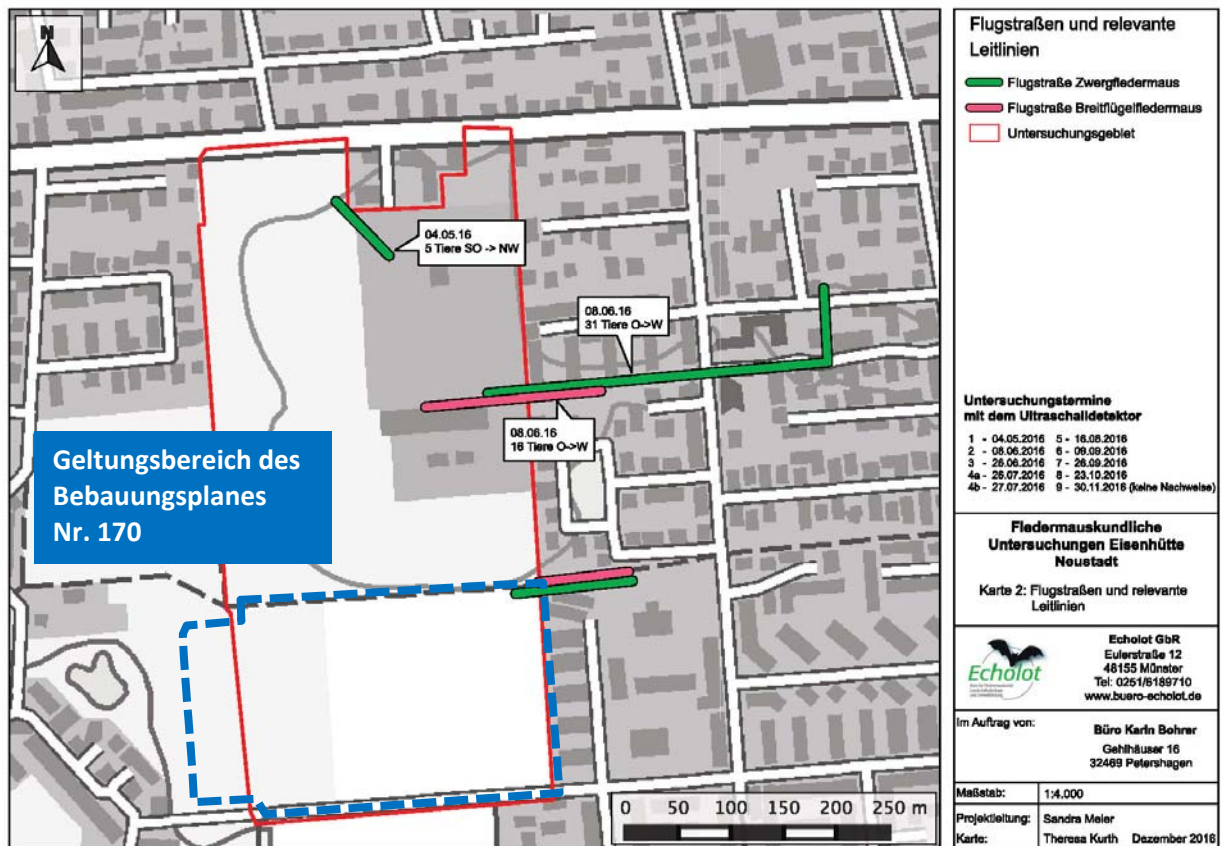 N
04.05.16
5 Tiere SO -> NW
08.06.16
31 Tiere O->W
08.06.16
16 Tiere O->W
Geltungsbereich des
Bebauungsplanes
Nr. 170
0 50 100 150 200 250 m
Flugstraßen und relevante
Leitlinien
Flugstraße Zwergfledermaus
Flugstraße Breitflügelfledermaus
Untersuchungsgebiet
Untersuchungstermine
mit dem Ultraschalldetektor
1 - 04.05.2016 5 - 16.08.2016
2 - 08.06.2016 6 - 09.09.2016
3 - 26.06.2016 7 - 26.09.2016
4a - 26.07.2016 8 - 23.10.2016
4b - 27.07.2016 9 - 30.11.2016 (keine Nachweise)
Fledermauskundliche
Untersuchungen Eisenhütte
Neustadt
Karte 2: Flugstraßen und relevante
Leitlinien
Echolot
Echolot GbR
Eulerstraße 12
48155 Münster
Tel: 0251/6189710
www.buero-echolot.de
Im Auftrag von:
Büro Karin Bohrer
Gehlhäuser 16
32469 Petershagen
Maßstab: 1:4.000
Projektleitung: Sandra Meier
Karte: Theresa Kurth Dezember 2016